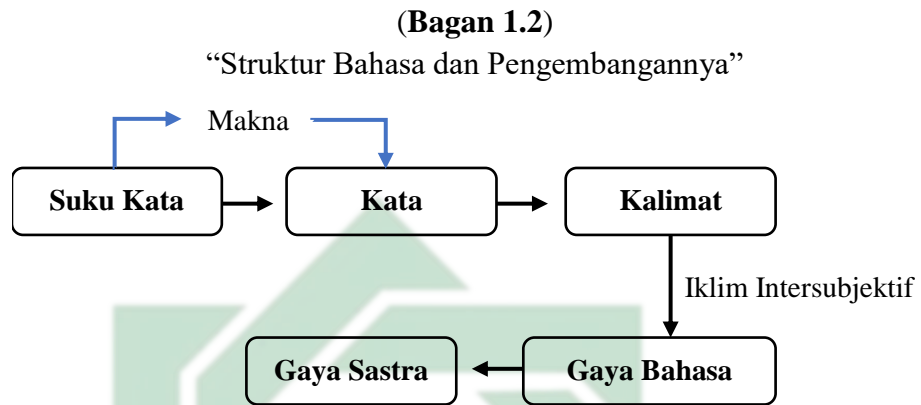 (Bagan 1.2)
“Struktur Bahasa dan Pengembangannya”
Makna
Suku Kata
Kata
Kalimat
Iklim Intersubjektif
Gaya Sastra
Gaya Bahasa